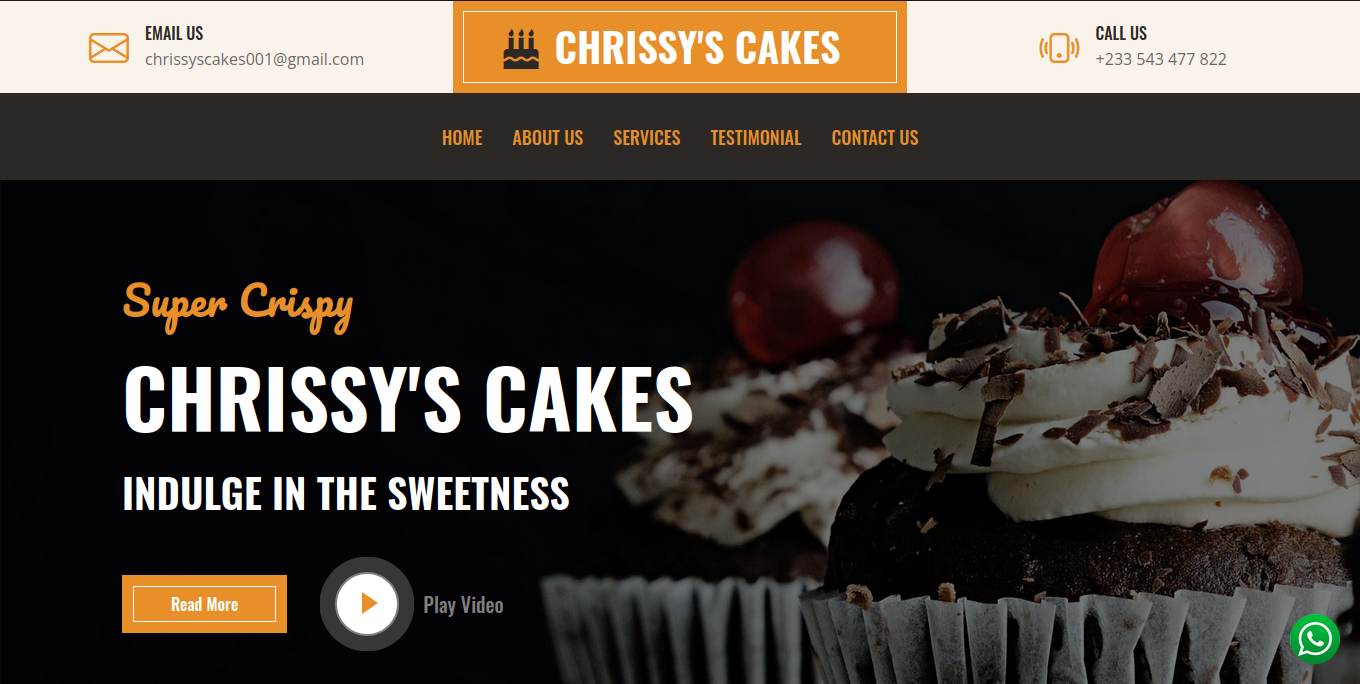 EMAIL US
chrissyscakes001@gmail.com
CHRISSY'S CAKES
CALL US
+233 543 477 822
HOME ABOUT US SERVICES TESTIMONIAL CONTACT US
Super Crispy
CHRISSY'S CAKES
INDULGE IN THE SWEETNESS
Read More
Play Video